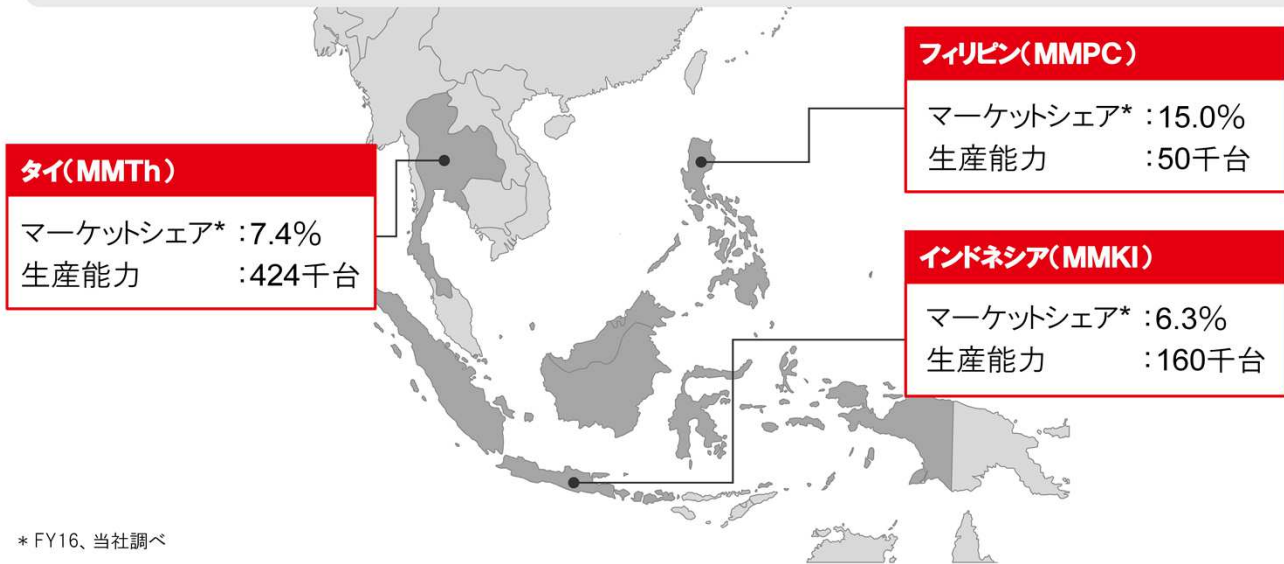 フィリピン(MMPC)
マーケットシェア* :15.0%
生産能力 :50千台
タイ(MMTh)
マーケットシェア* :7.4%
生産能力 :424千台
インドネシア(MMKI)
マーケットシェア* :6.3%
生産能力 :160千台
* FY16、当社調べ